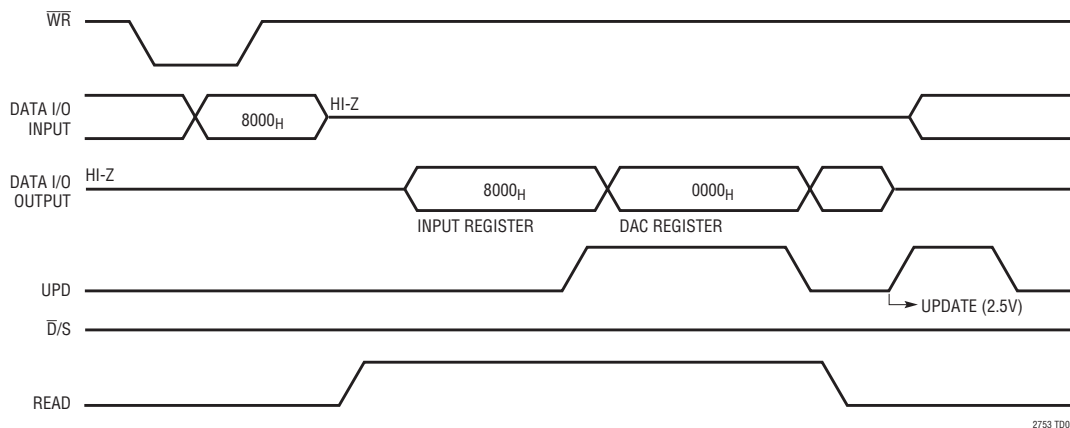 WR
DATA I/O
INPUT
8000H
HI-Z
DATA I/O
OUTPUT
HI-Z
8000H
0000H
INPUT REGISTER
DAC REGISTER
UPD
UPDATE (2.5V)
D/S
READ
2753 TD0